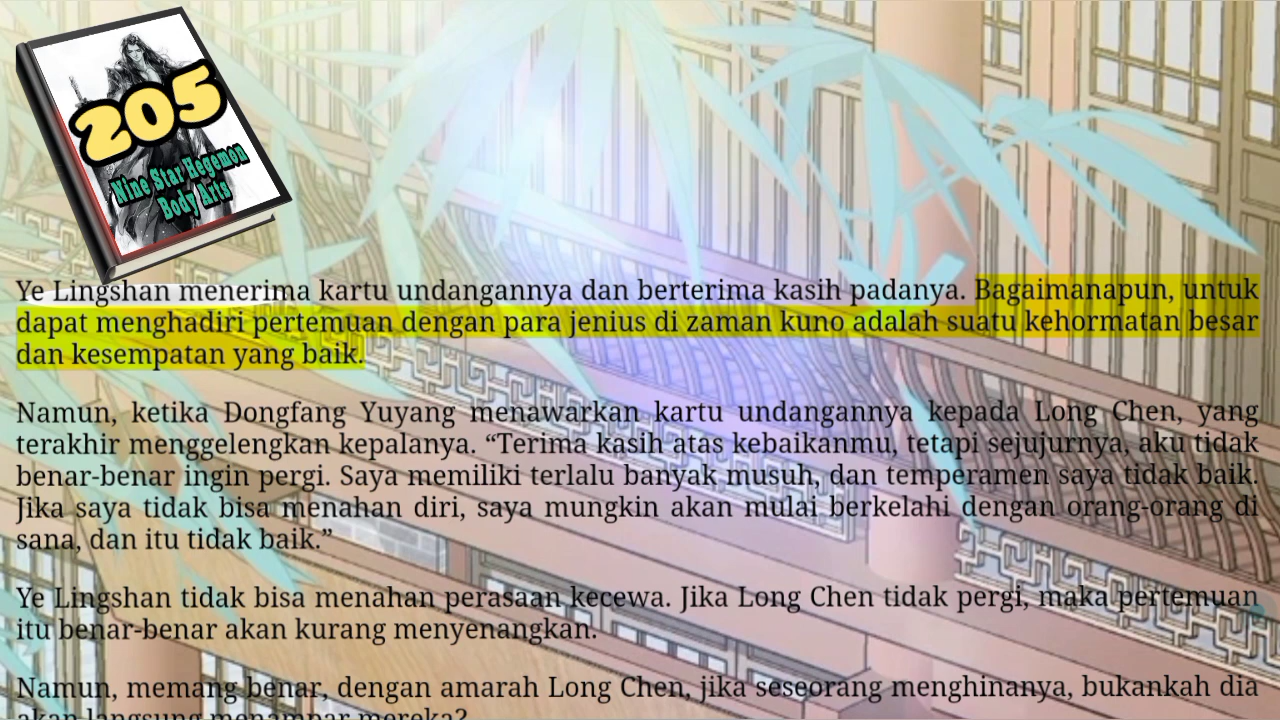 205
Nine Star Hegemon
Body Arts
Ye Lingshan menerima kartu undangannya dan berterima kasih padanya. Bagaimanapun, untuk
dapat menghadiri pertemuan dengan para jenius di zaman kuno adalah suatu kehormatan besar
dan kesempatan yang baik.
Namun, ketika Dongfang Yuyang menawarkan kartu undangannya kepada Long Chen, yang
terakhir menggelengkan kepalanya. “Terima kasih atas kebaikanmu, tetapi sejujurnya, aku tidak
benar-benar ingin pergi. Saya memiliki terlalu banyak musuh, dan temperamen saya tidak baik.
Jika saya tidak bisa menahan diri, saya mungkin akan mulai berkelahi dengan orang-orang di
sana, dan itu tidak baik.”
Ye Lingshan tidak bisa menahan perasaan kecewa. Jika Long Chen tidak pergi, maka pertemuan
itu benar-benar akan kurang menyenangkan.
Namun, memang benar, dengan amarah Long Chen, jika seseorang menghinanya, bukankah dia
akan langsung menampar mereka?